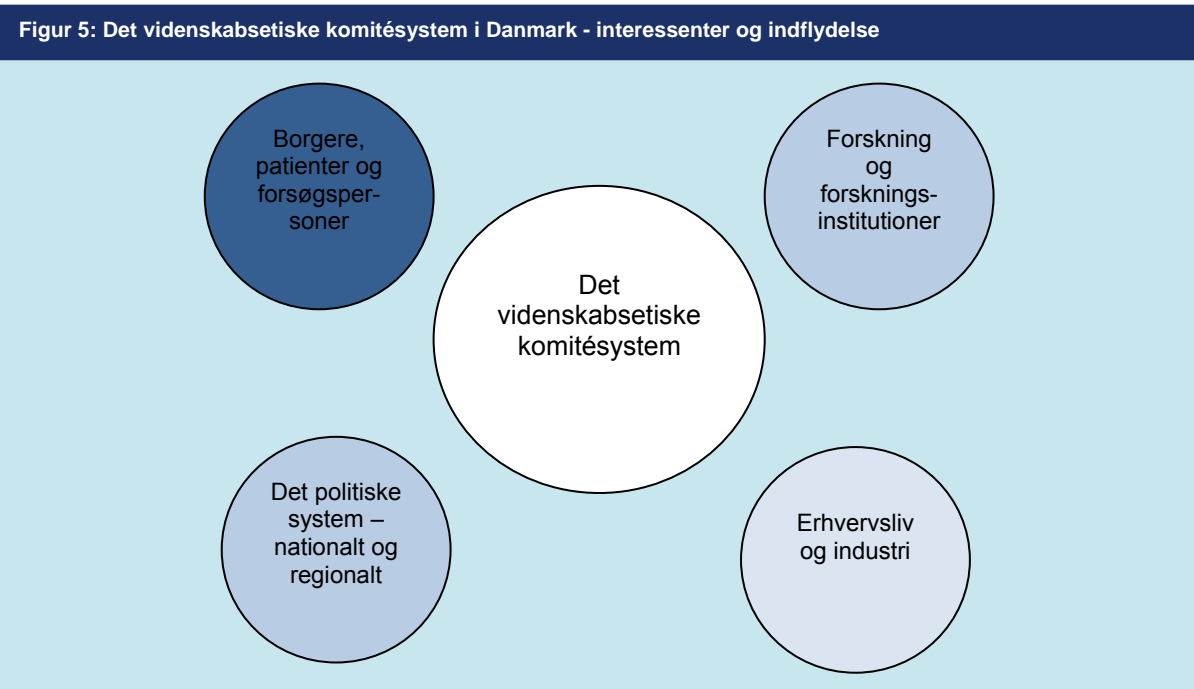 Figur 5: Det videnskabsetiske komitésystem i Danmark - interessenter og indflydelse
Borgere,
patienter og
forsøgsper-
soner
Forskning
og
forsknings-
institutioner
Det
videnskabsetiske
komitésystem
Det politiske
system –
nationalt og
regionalt
Erhvervsliv
og industri